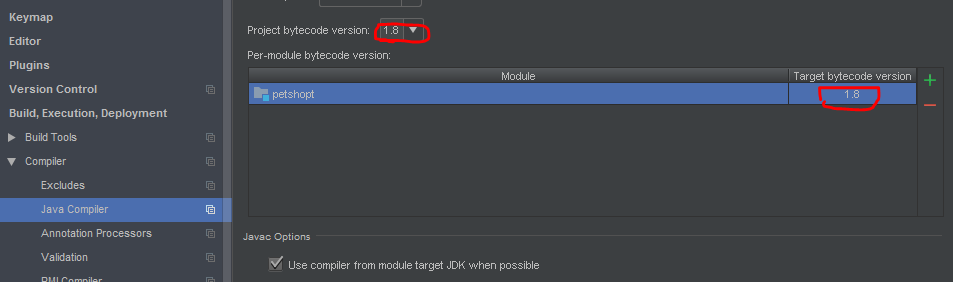 Keymap
Editor
Plugins
Version Control
Build, Execution, Deployment
Build Tools
Compiler
Excludes
Java Compiler
Annotation Processors
Validation
Project bytecode version: 1.8
Per-module bytecode version:
Module Target bytecode version
petshopt 1.8
Javac Options
Use compiler from module target JDK when possible